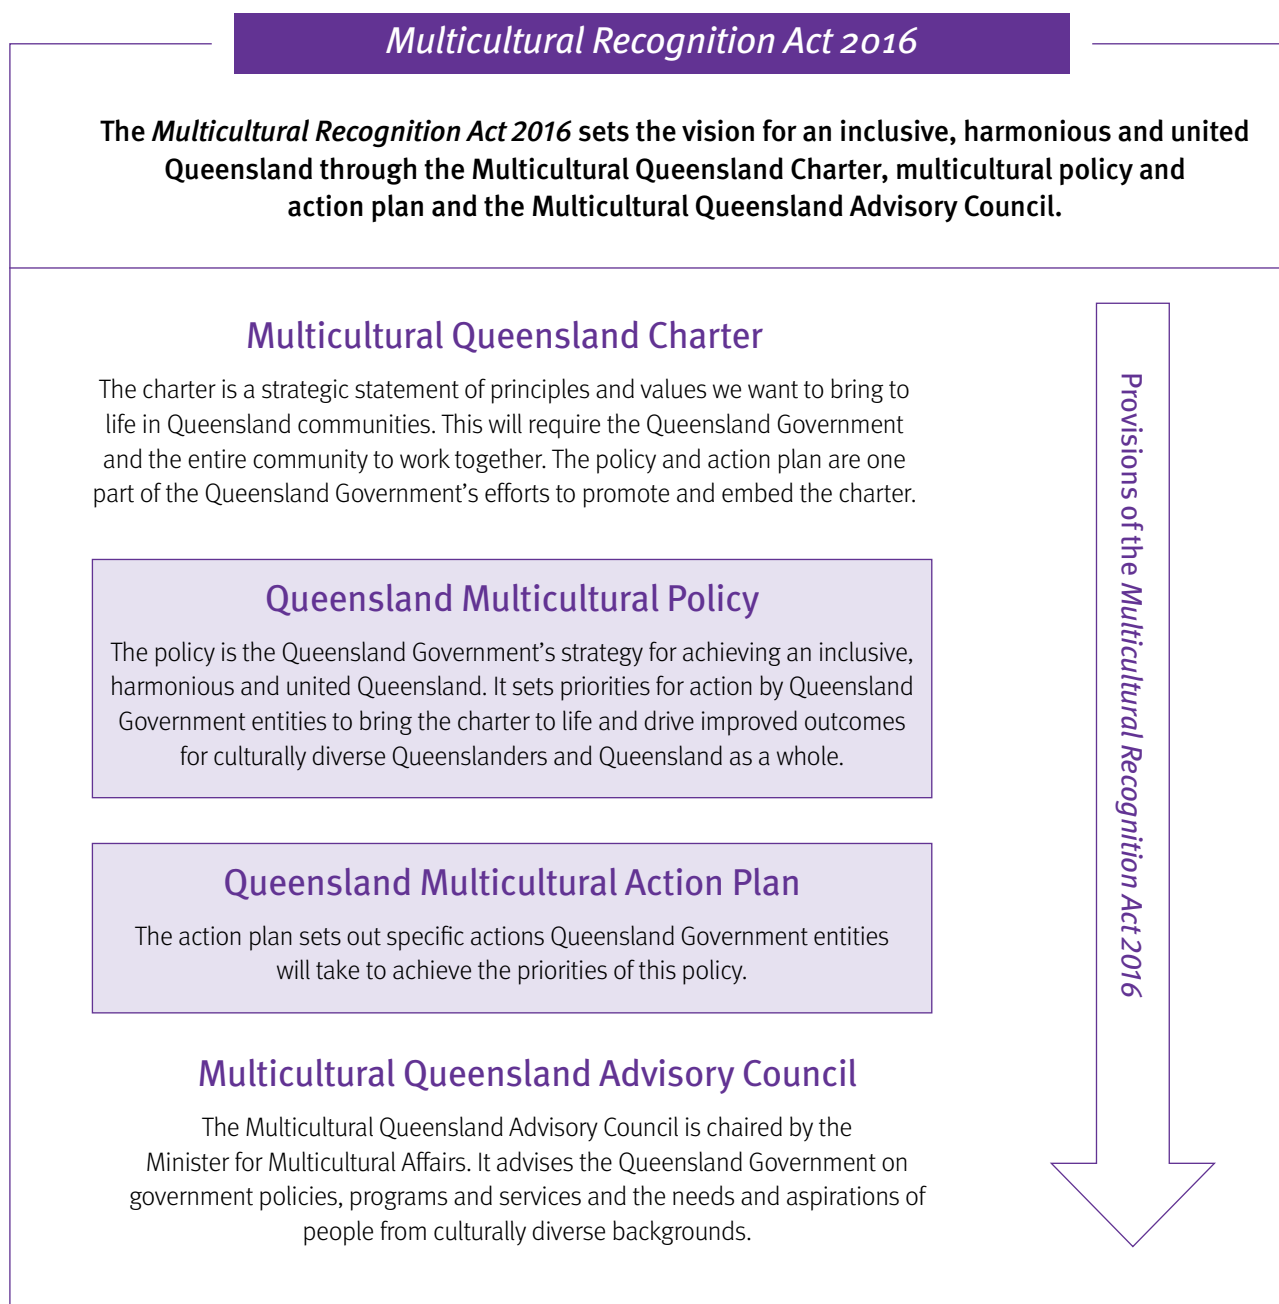 Multicultural Recognition Act 2016
The Multicultural Recognition Act 2016 sets the vision for an inclusive, harmonious and united
Queensland through the Multicultural Queensland Charter, multicultural policy and
action plan and the Multicultural Queensland Advisory Council.
Multicultural Queensland Charter
The charter is a strategic statement of principles and values we want to bring to
life in Queensland communities. This will require the Queensland Government
and the entire community to work together. The policy and action plan are one
part of the Queensland Government’s efforts to promote and embed the charter.
Queensland Multicultural Policy
The policy is the Queensland Government’s strategy for achieving an inclusive,
harmonious and united Queensland. It sets priorities for action by Queensland
Government entities to bring the charter to life and drive improved outcomes
for culturally diverse Queenslanders and Queensland as a whole.
Queensland Multicultural Action Plan
The action plan sets out specific actions Queensland Government entities
will take to achieve the priorities of this policy.
Multicultural Queensland Advisory Council
The Multicultural Queensland Advisory Council is chaired by the
Minister for Multicultural Affairs. It advises the Queensland Government on
government policies, programs and services and the needs and aspirations of
people from culturally diverse backgrounds.
Provisions of the Multicultural Recognition Act 2016